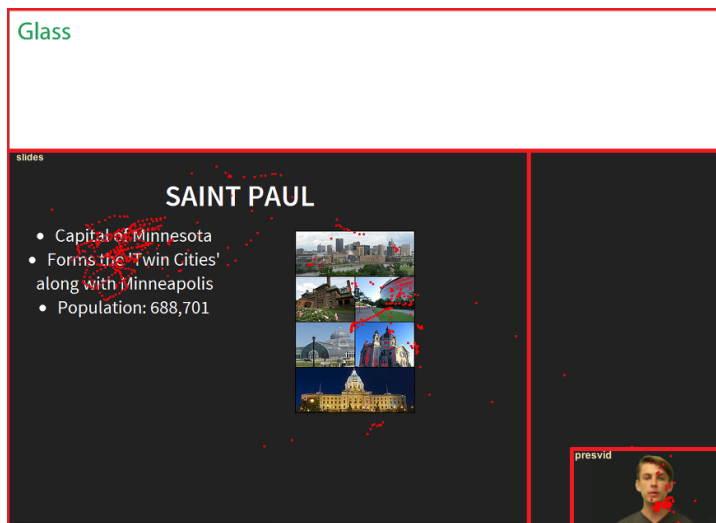 Glass
slides
SAINT PAUL
• Capital of Minnesota
• Forms the 'Twin Cities'
along with Minneapolis
• Population: 688,701
presvid